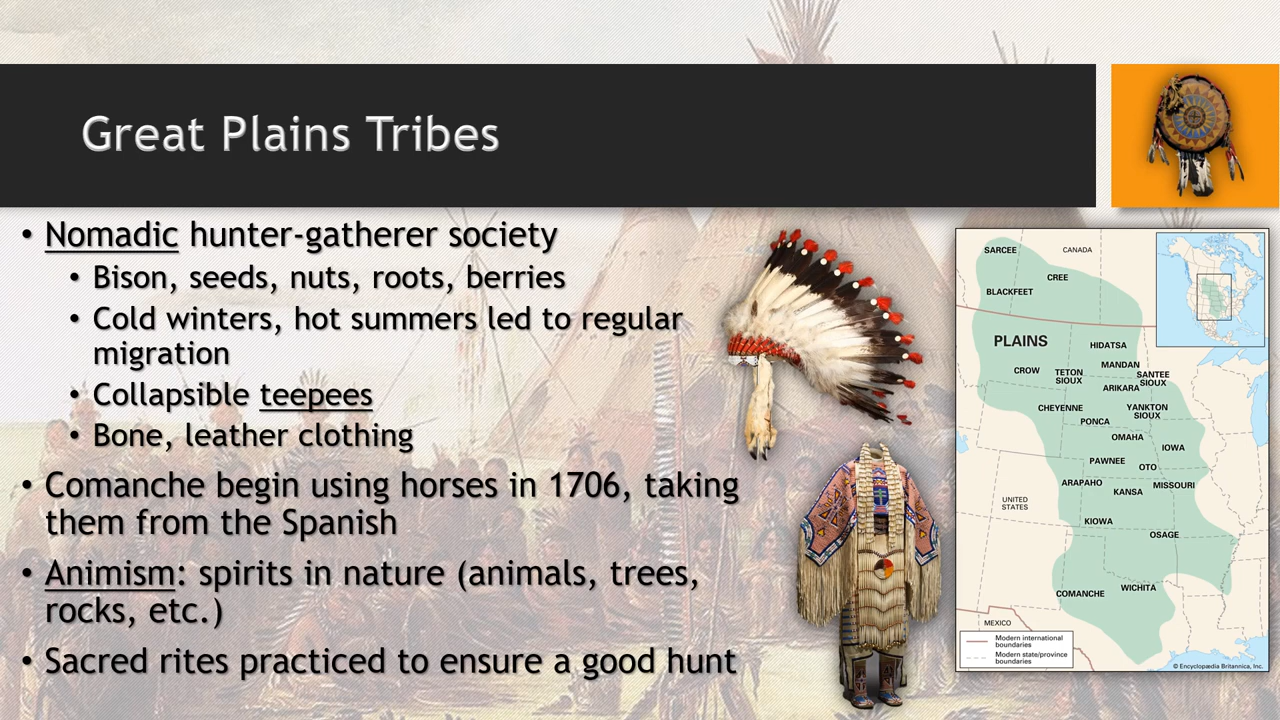 Great Plains Tribes
• Nomadic hunter-gatherer society
• Bison, seeds, nuts, roots, berries
• Cold winters, hot summers led to regular
migration
• Collapsible teepees
• Bone, leather clothing
• Comanche begin using horses in 1706, taking
them from the Spanish
• Animism: spirits in nature (animals, trees,
rocks, etc.)
• Sacred rites practiced to ensure a good hunt
SARCEE
CANADA
CREE
BLACKFEET
PLAINS
HIDATSA
MANDAN
CROW
TETON
SIOUX
SANTEE
SIOUX
ARIKARA
CHEYENNE
YANKTON
SIOUX
PONCA
OMAHA
IOWA
PAWNEE
OTO
ARAPAHO
MISSOURI
KANSA
UNITED
STATES
KIOWA
OSAGE
COMANCHE
WICHITA
MEXICO
Modern international
boundaries
Modern state/province
boundaries
© Encyclopædia Britannica, Inc.